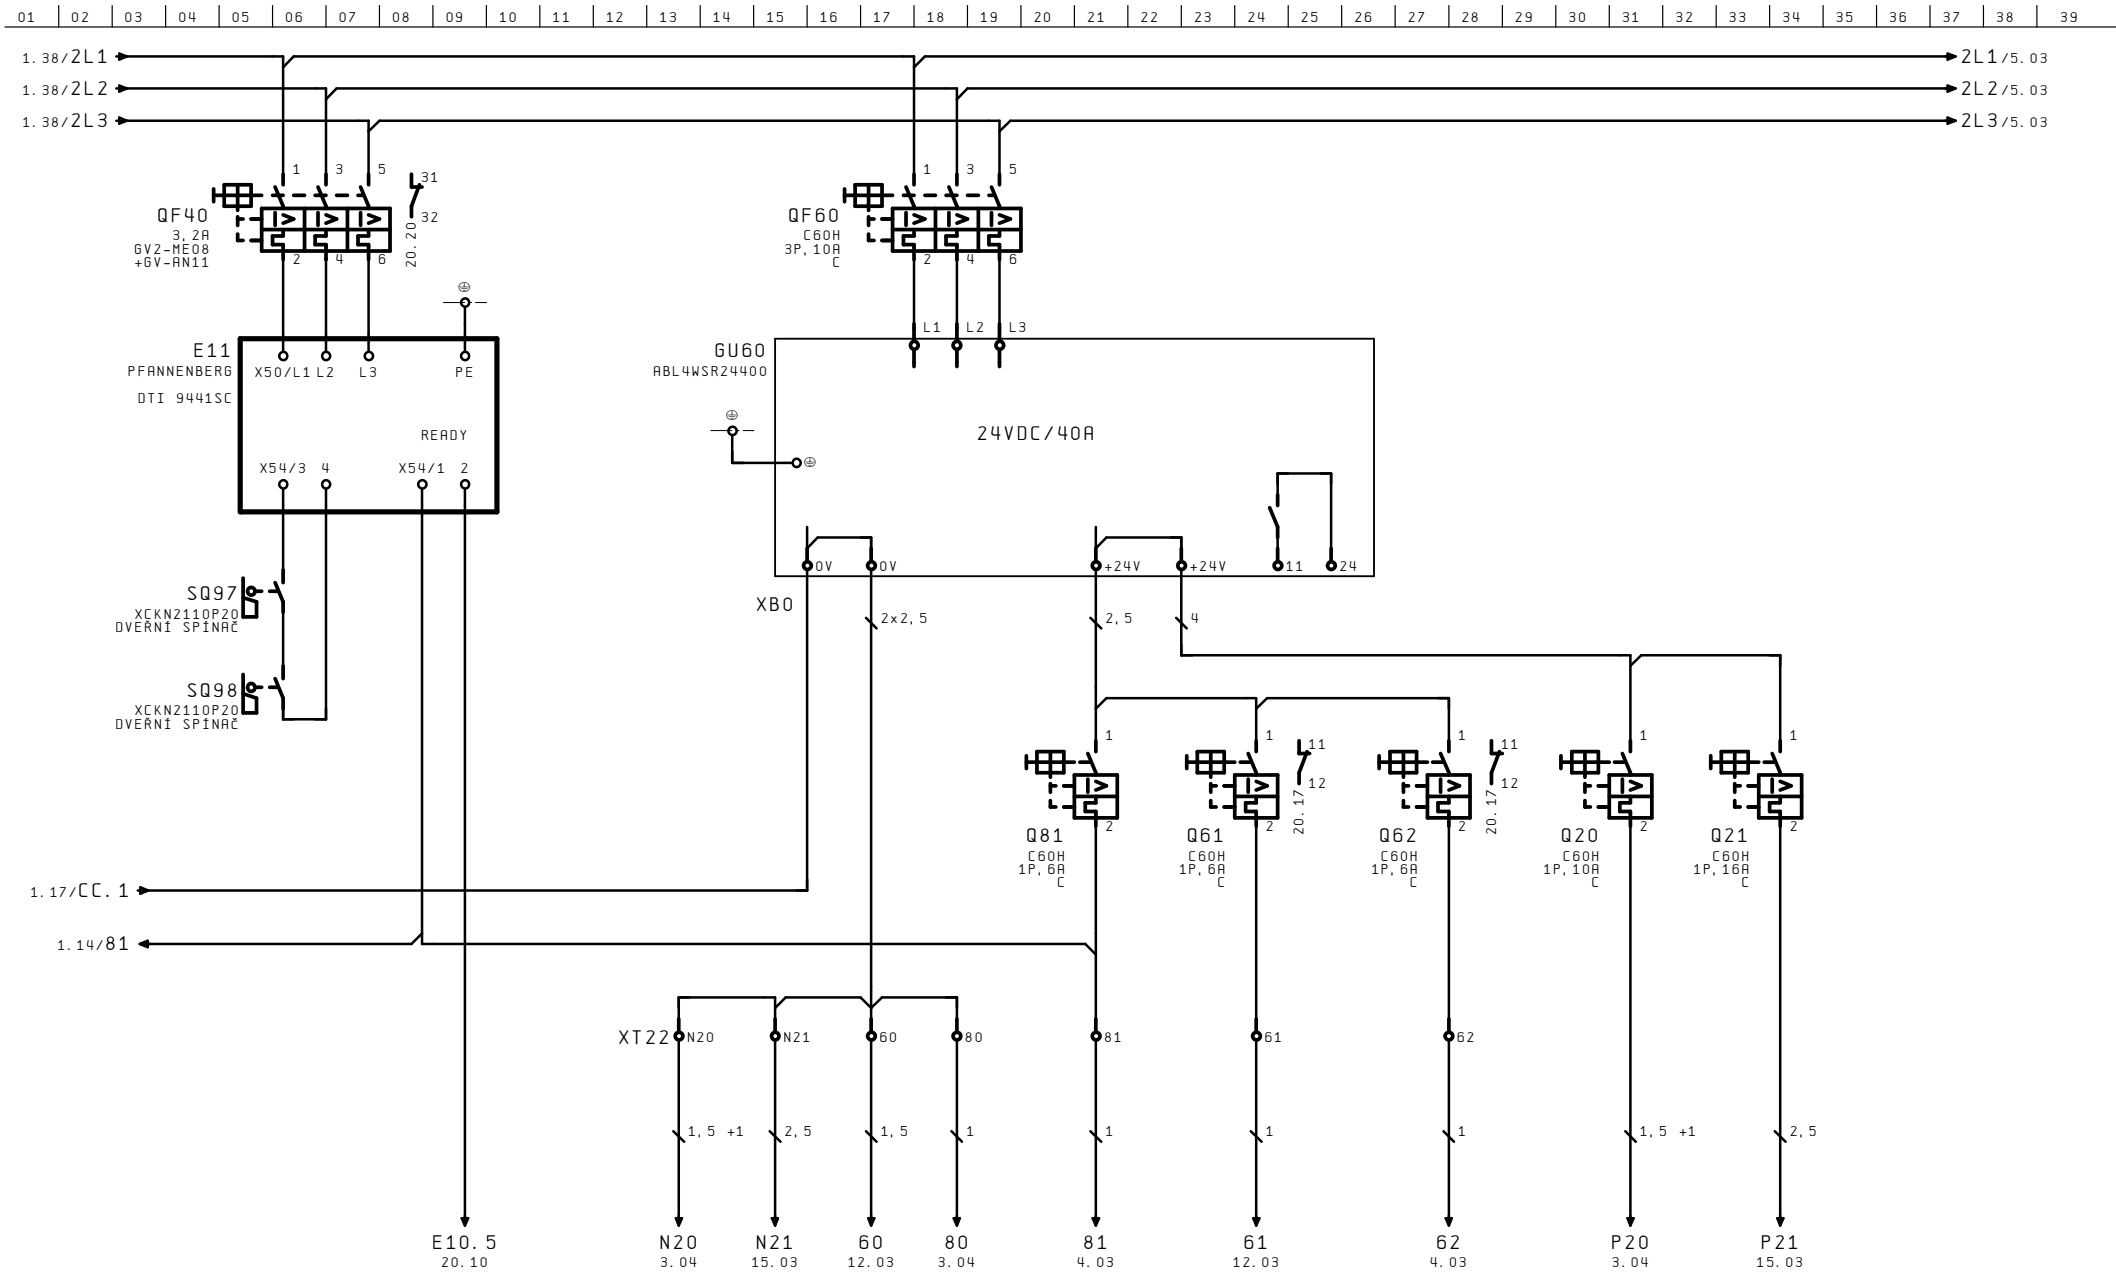 01 02 03 04 05 06 07 08 09 10 11 12 13 14 15 16 17 18 19 20 21 22 23 24 25 26 27 28 29 30 31 32 33 34 35 36 37 38 39
1.38/2L1 2L1/5.03
1.38/2L2 2L2/5.03
1.38/2L3 2L3/5.03
1 3 5 31 1 3 5
QF40 32 QF60
3,2A 20.20 C60H
GV2-ME08 3P,10A
+GV-AN11 C
2 4 6 2 4 6
L1 L2 L3
E11 GU60
PFANNENBERG X50/L1 L2 L3 PE ABL4WSR24400
DTI 9441SC
READY 24VDC/40A
X54/3 4 X54/1 2
0V 0V +24V +24V 11 24
SQ97 XB0
XCKN2110P20 2x2,5 2,5 4
DVEŘNÍ SPÍNAČ
SQ98
XCKN2110P20
DVEŘNÍ SPÍNAČ
1 1 11 1 11 1 1
12 12
20.17 20.17
2 2 2 2 2
Q81 Q61 Q62 Q20 Q21
C60H C60H C60H C60H C60H
1P,6A 1P,6A 1P,6A 1P,10A 1P,16A
C C C C C
1.17/CC.1
1.14/81
XT22 N20 N21 60 80 81 61 62
1,5 +1 2,5 1,5 1 1 1 1 1,5 +1 2,5
E10.5 N20 N21 60 80 81 61 62 P20 P21
20.10 3.04 15.03 12.03 3.04 4.03 12.03 4.03 3.04 15.03